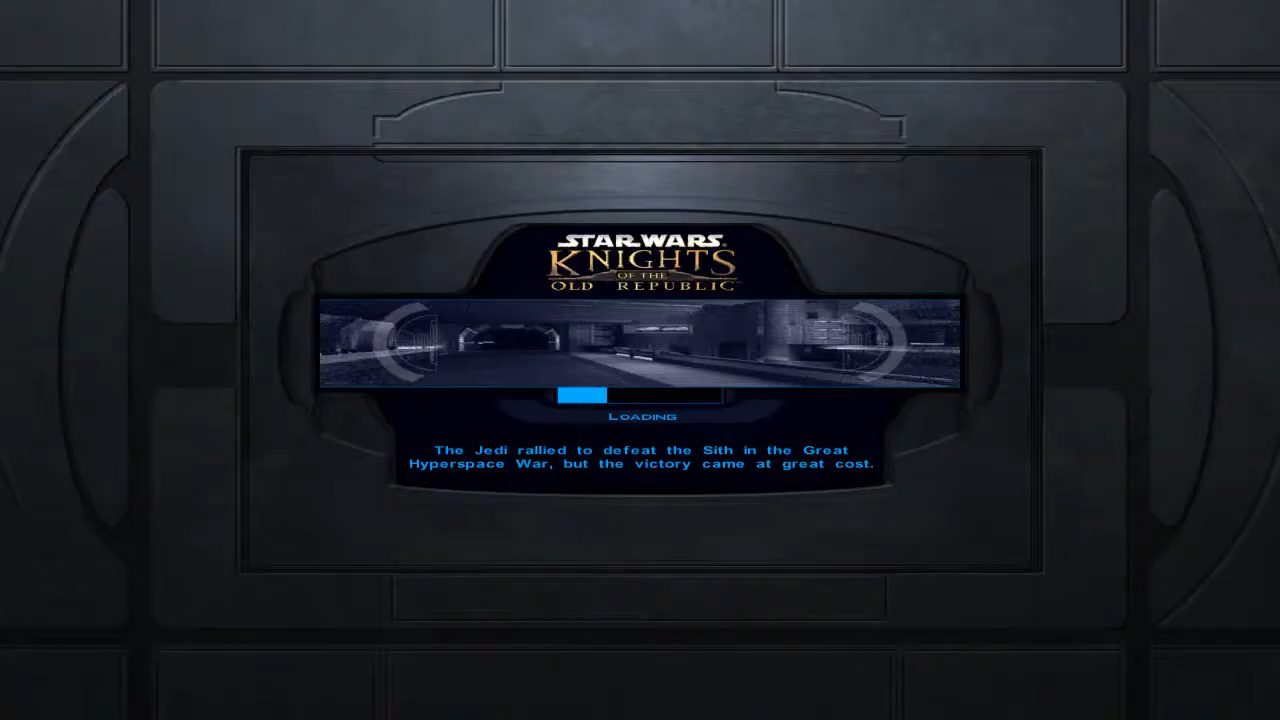 STAR WARS
KNIGHTS
OF THE
OLD REPUBLIC
LOADING
The Jedi rallied to defeat the Sith in the Great
Hyperspace War, but the victory came at great cost.